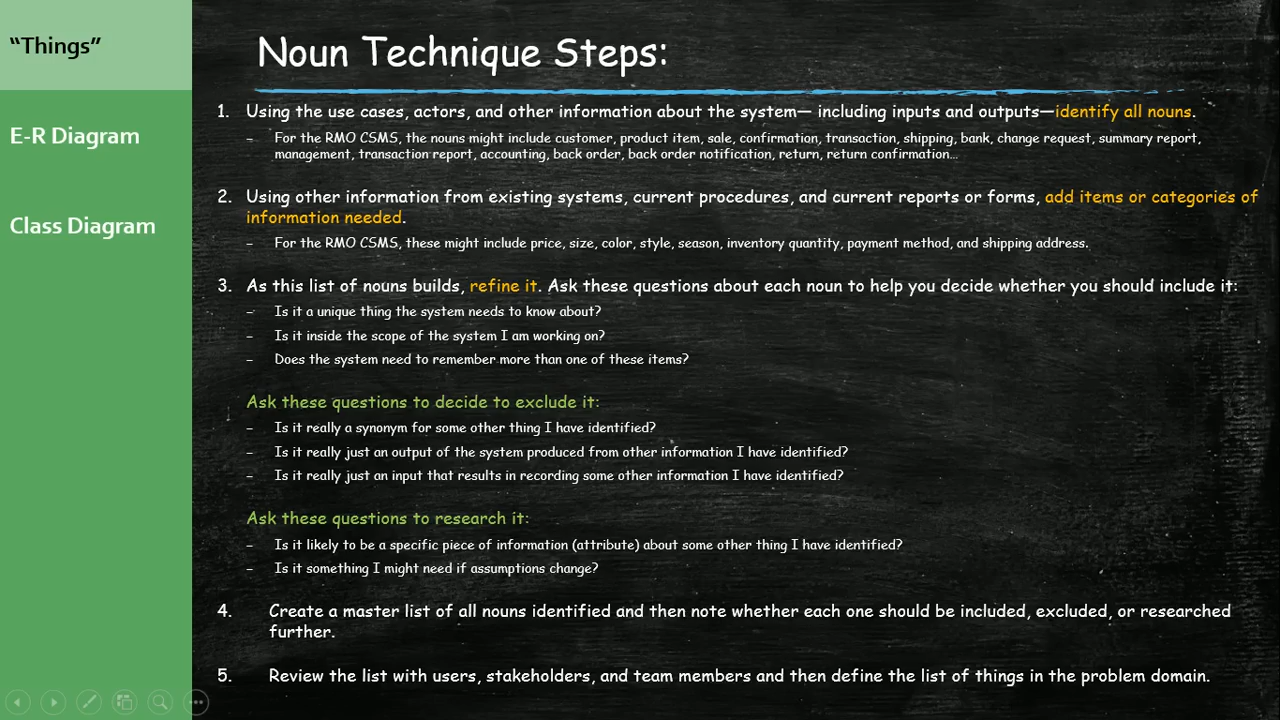 “Things”
E-R Diagram
Class Diagram
Noun Technique Steps:
1. Using the use cases, actors, and other information about the system— including inputs and outputs—identify all nouns.
– For the RMO CSMS, the nouns might include customer, product item, sale, confirmation, transaction, shipping, bank, change request, summary report,
management, transaction report, accounting, back order, back order notification, return, return confirmation…
2. Using other information from existing systems, current procedures, and current reports or forms, add items or categories of
information needed.
– For the RMO CSMS, these might include price, size, color, style, season, inventory quantity, payment method, and shipping address.
3. As this list of nouns builds, refine it. Ask these questions about each noun to help you decide whether you should include it:
– Is it a unique thing the system needs to know about?
– Is it inside the scope of the system I am working on?
– Does the system need to remember more than one of these items?
Ask these questions to decide to exclude it:
– Is it really a synonym for some other thing I have identified?
– Is it really just an output of the system produced from other information I have identified?
– Is it really just an input that results in recording some other information I have identified?
Ask these questions to research it:
– Is it likely to be a specific piece of information (attribute) about some other thing I have identified?
– Is it something I might need if assumptions change?
4. Create a master list of all nouns identified and then note whether each one should be included, excluded, or researched
further.
5. Review the list with users, stakeholders, and team members and then define the list of things in the problem domain.